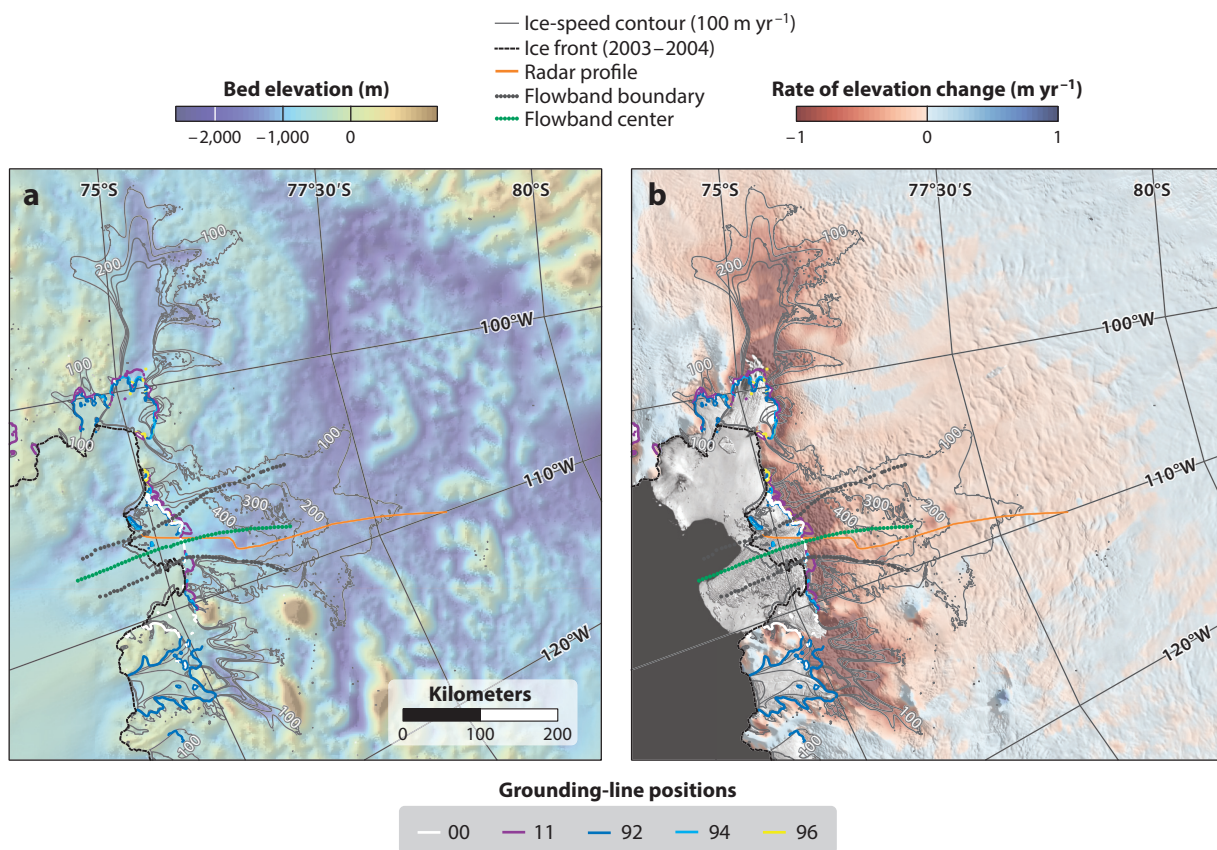 Ice-speed contour (100 m yr⁻¹)
Ice front (2003–2004)
Radar profile
Flowband boundary
Flowband center
Bed elevation (m)
−2,000 −1,000 0
Rate of elevation change (m yr⁻¹)
−1 0 1
a
75°S 77°30'S 80°S
100
200
100°W
100
100
100
110°W
300
200
400
120°W
100
100
Kilometers
0 100 200
b
75°S 77°30'S 80°S
100
200
100°W
100
100
100
110°W
300
200
400
120°W
100
100
Grounding-line positions
00 11 92 94 96